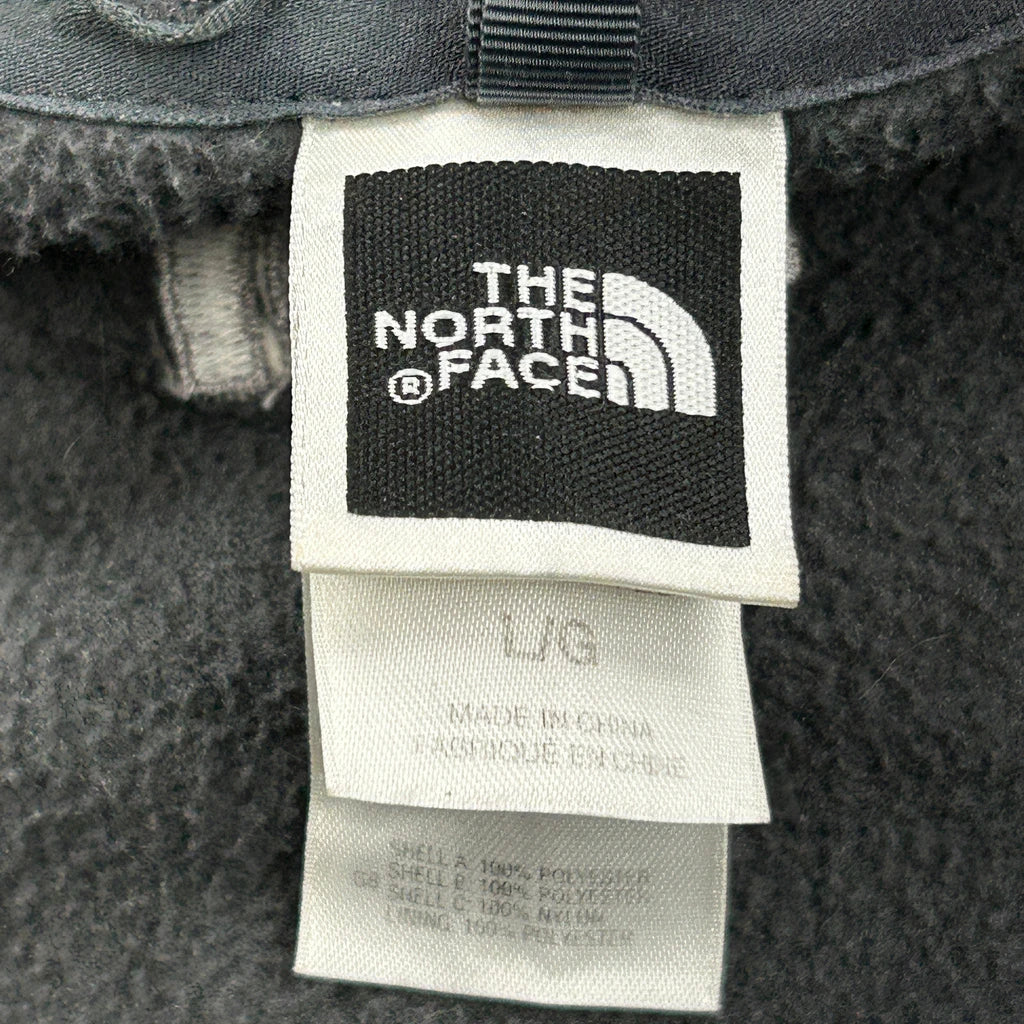 THE
NORTH
® FACE
L/G
MADE IN CHINA
FABRIQUÉ EN CHINE
SHELL A: 100% POLYESTER
GB SHELL B: 100% POLYESTER
SHELL C: 100% NYLON
LINING: 100% POLYESTER